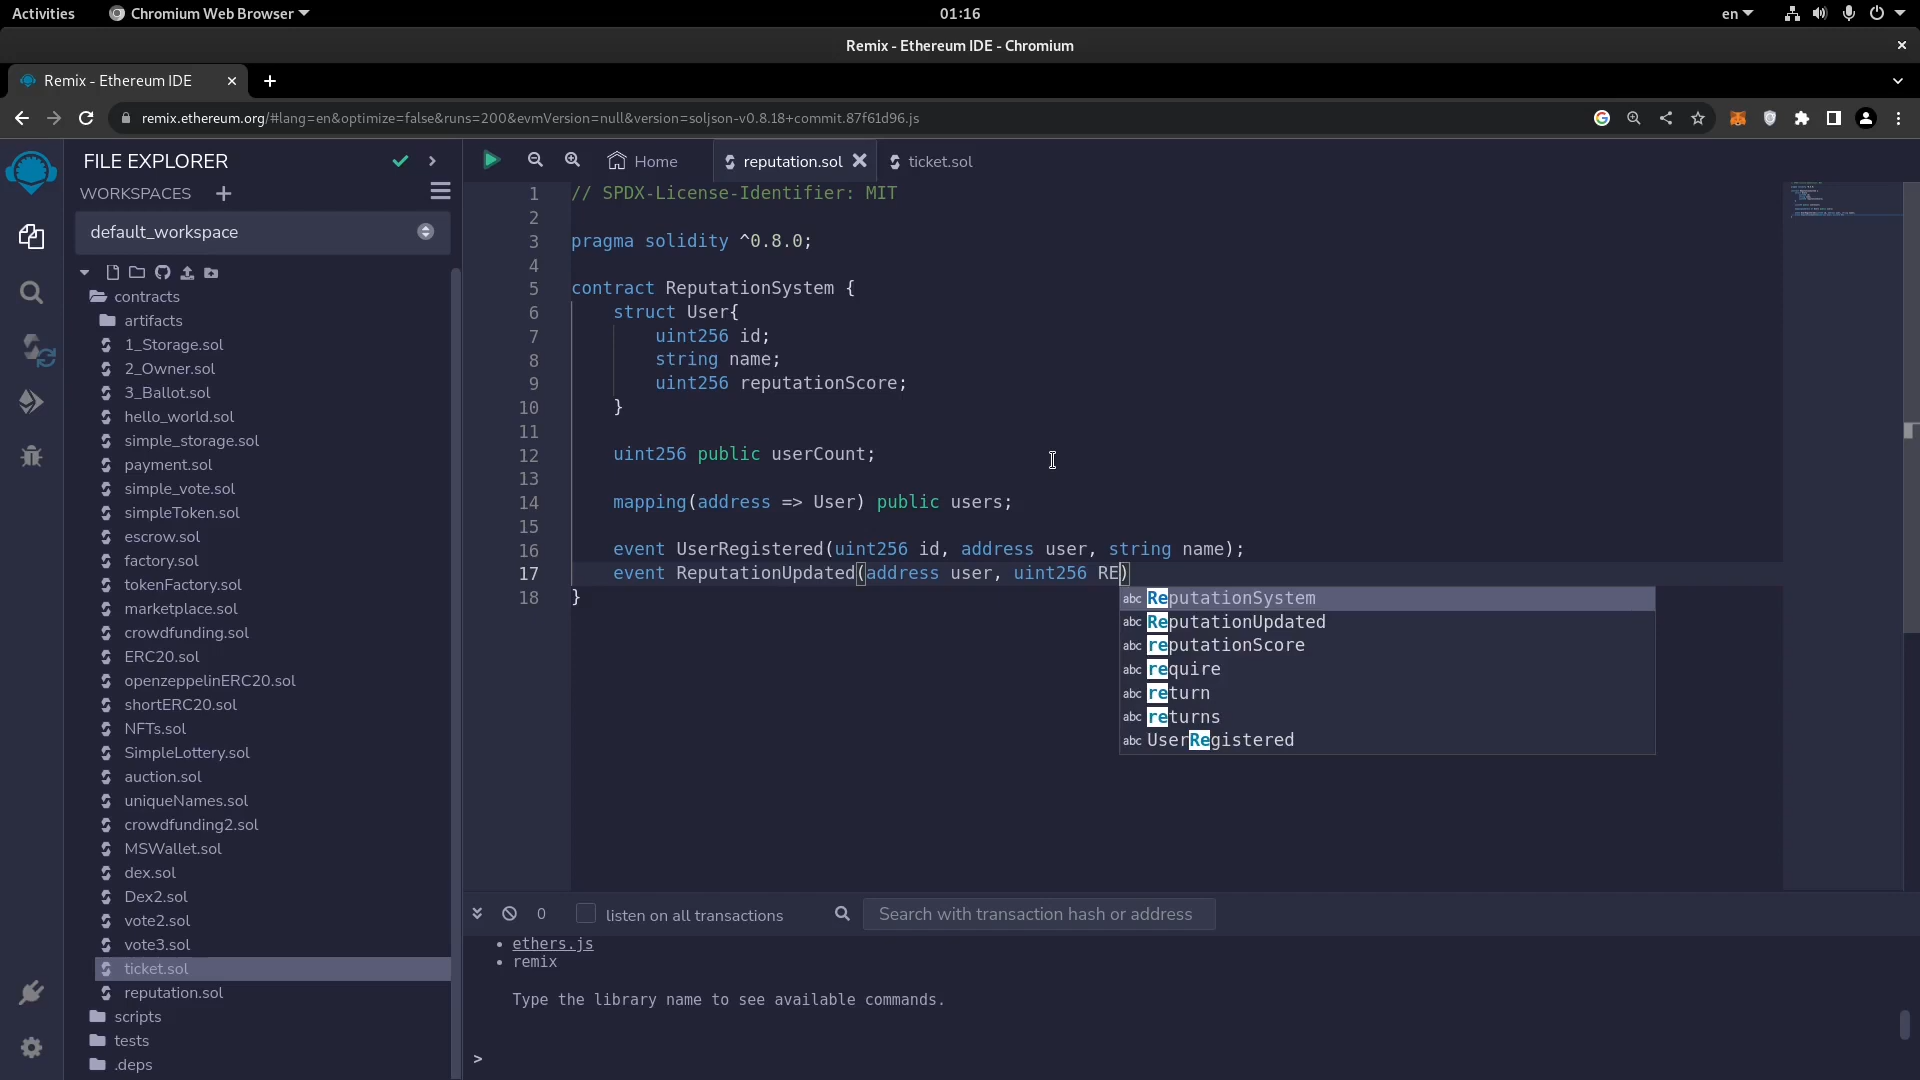 Activities Chromium Web Browser 01:16 en
Remix - Ethereum IDE - Chromium
Remix - Ethereum IDE
remix.ethereum.org/#lang=en&optimize=false&runs=200&evmVersion=null&version=soljson-v0.8.18+commit.87f61d96.js
FILE EXPLORER
WORKSPACES
default_workspace
contracts
artifacts
1_Storage.sol
2_Owner.sol
3_Ballot.sol
hello_world.sol
simple_storage.sol
payment.sol
simple_vote.sol
simpleToken.sol
escrow.sol
factory.sol
tokenFactory.sol
marketplace.sol
crowdfunding.sol
ERC20.sol
openzeppelinERC20.sol
shortERC20.sol
NFTs.sol
SimpleLottery.sol
auction.sol
uniqueNames.sol
crowdfunding2.sol
MSWallet.sol
dex.sol
Dex2.sol
vote2.sol
vote3.sol
ticket.sol
reputation.sol
scripts
tests
.deps
Home reputation.sol ticket.sol
1 // SPDX-License-Identifier: MIT
2
3 pragma solidity ^0.8.0;
4
5 contract ReputationSystem {
6 struct User{
7 uint256 id;
8 string name;
9 uint256 reputationScore;
10 }
11
12 uint256 public userCount;
13
14 mapping(address => User) public users;
15
16 event UserRegistered(uint256 id, address user, string name);
17 event ReputationUpdated(address user, uint256 RE)
18 }
abc ReputationSystem
abc ReputationUpdated
abc reputationScore
abc require
abc return
abc returns
abc UserRegistered
0 listen on all transactions Search with transaction hash or address
• ethers.js
• remix
Type the library name to see available commands.
>